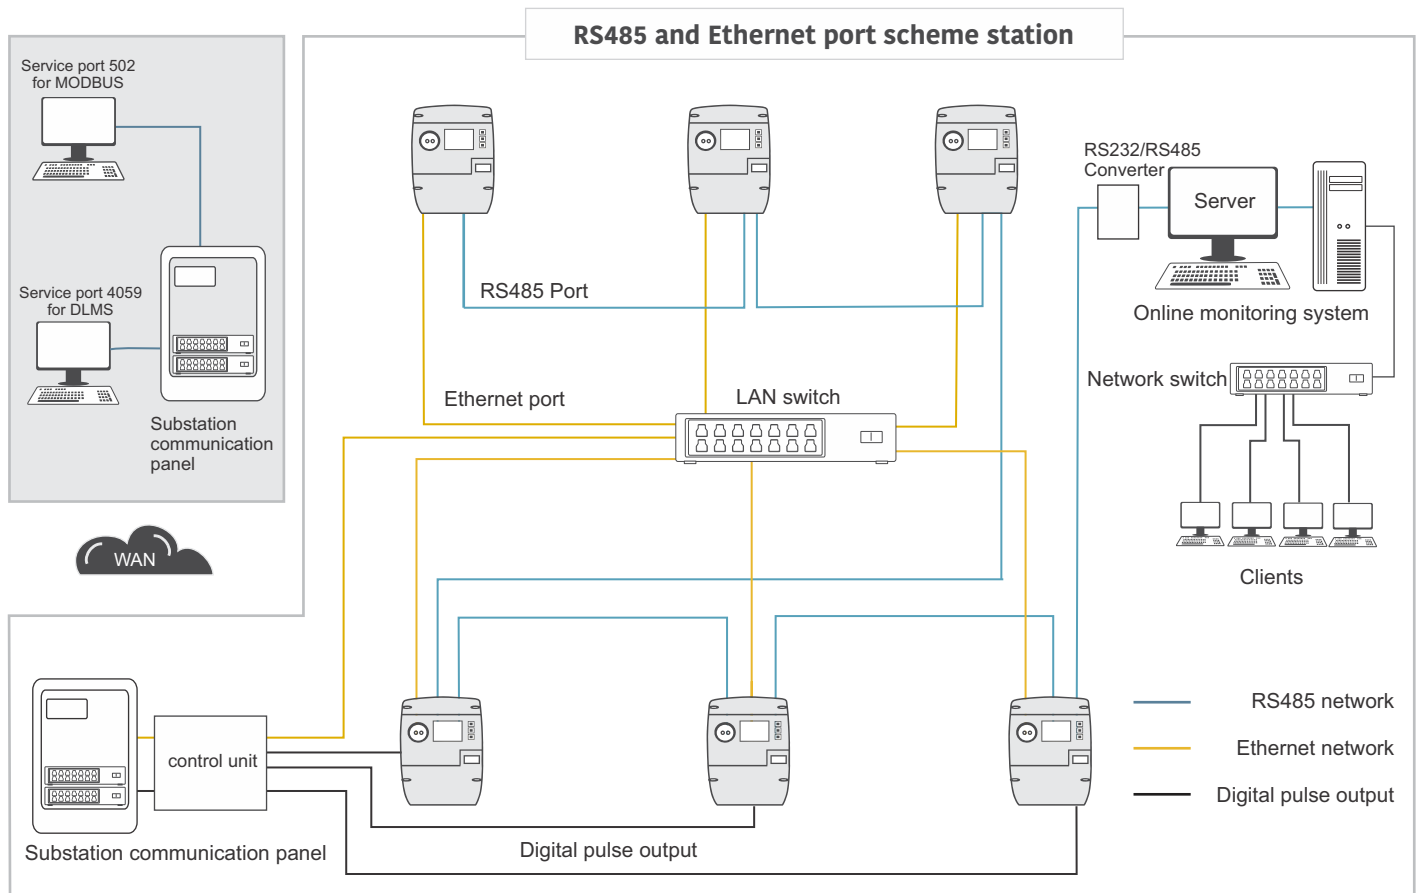 RS485 and Ethernet port scheme station
Service port 502
for MODBUS
Service port 4059
for DLMS
Substation
communication
panel
WAN
RS485 Port
Ethernet port
LAN switch
RS232/RS485
Converter
Server
Online monitoring system
Network switch
Clients
control unit
Substation communication panel
Digital pulse output
RS485 network
Ethernet network
Digital pulse output